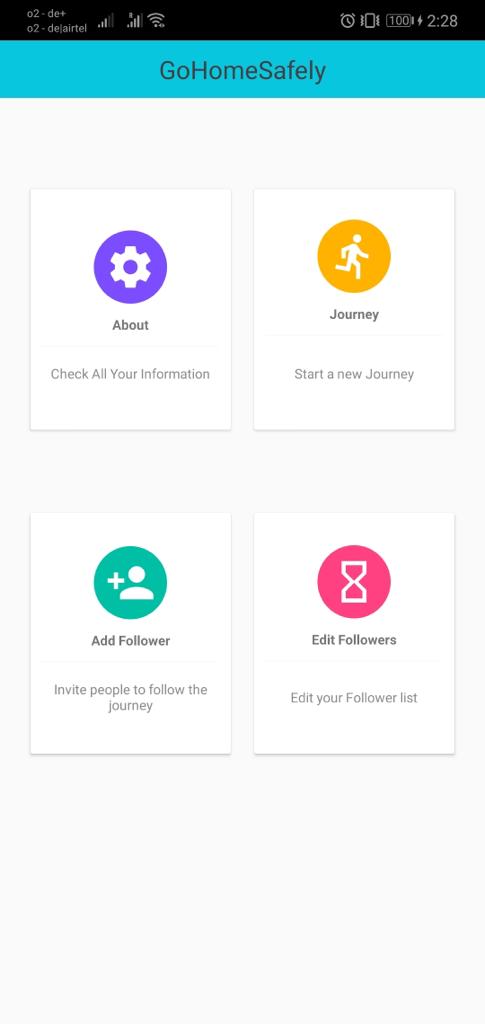 o2 - de+
o2 - de|airtel
100
2:28
GoHomeSafely
About
Check All Your Information
Journey
Start a new Journey
Add Follower
Invite people to follow the
journey
Edit Followers
Edit your Follower list